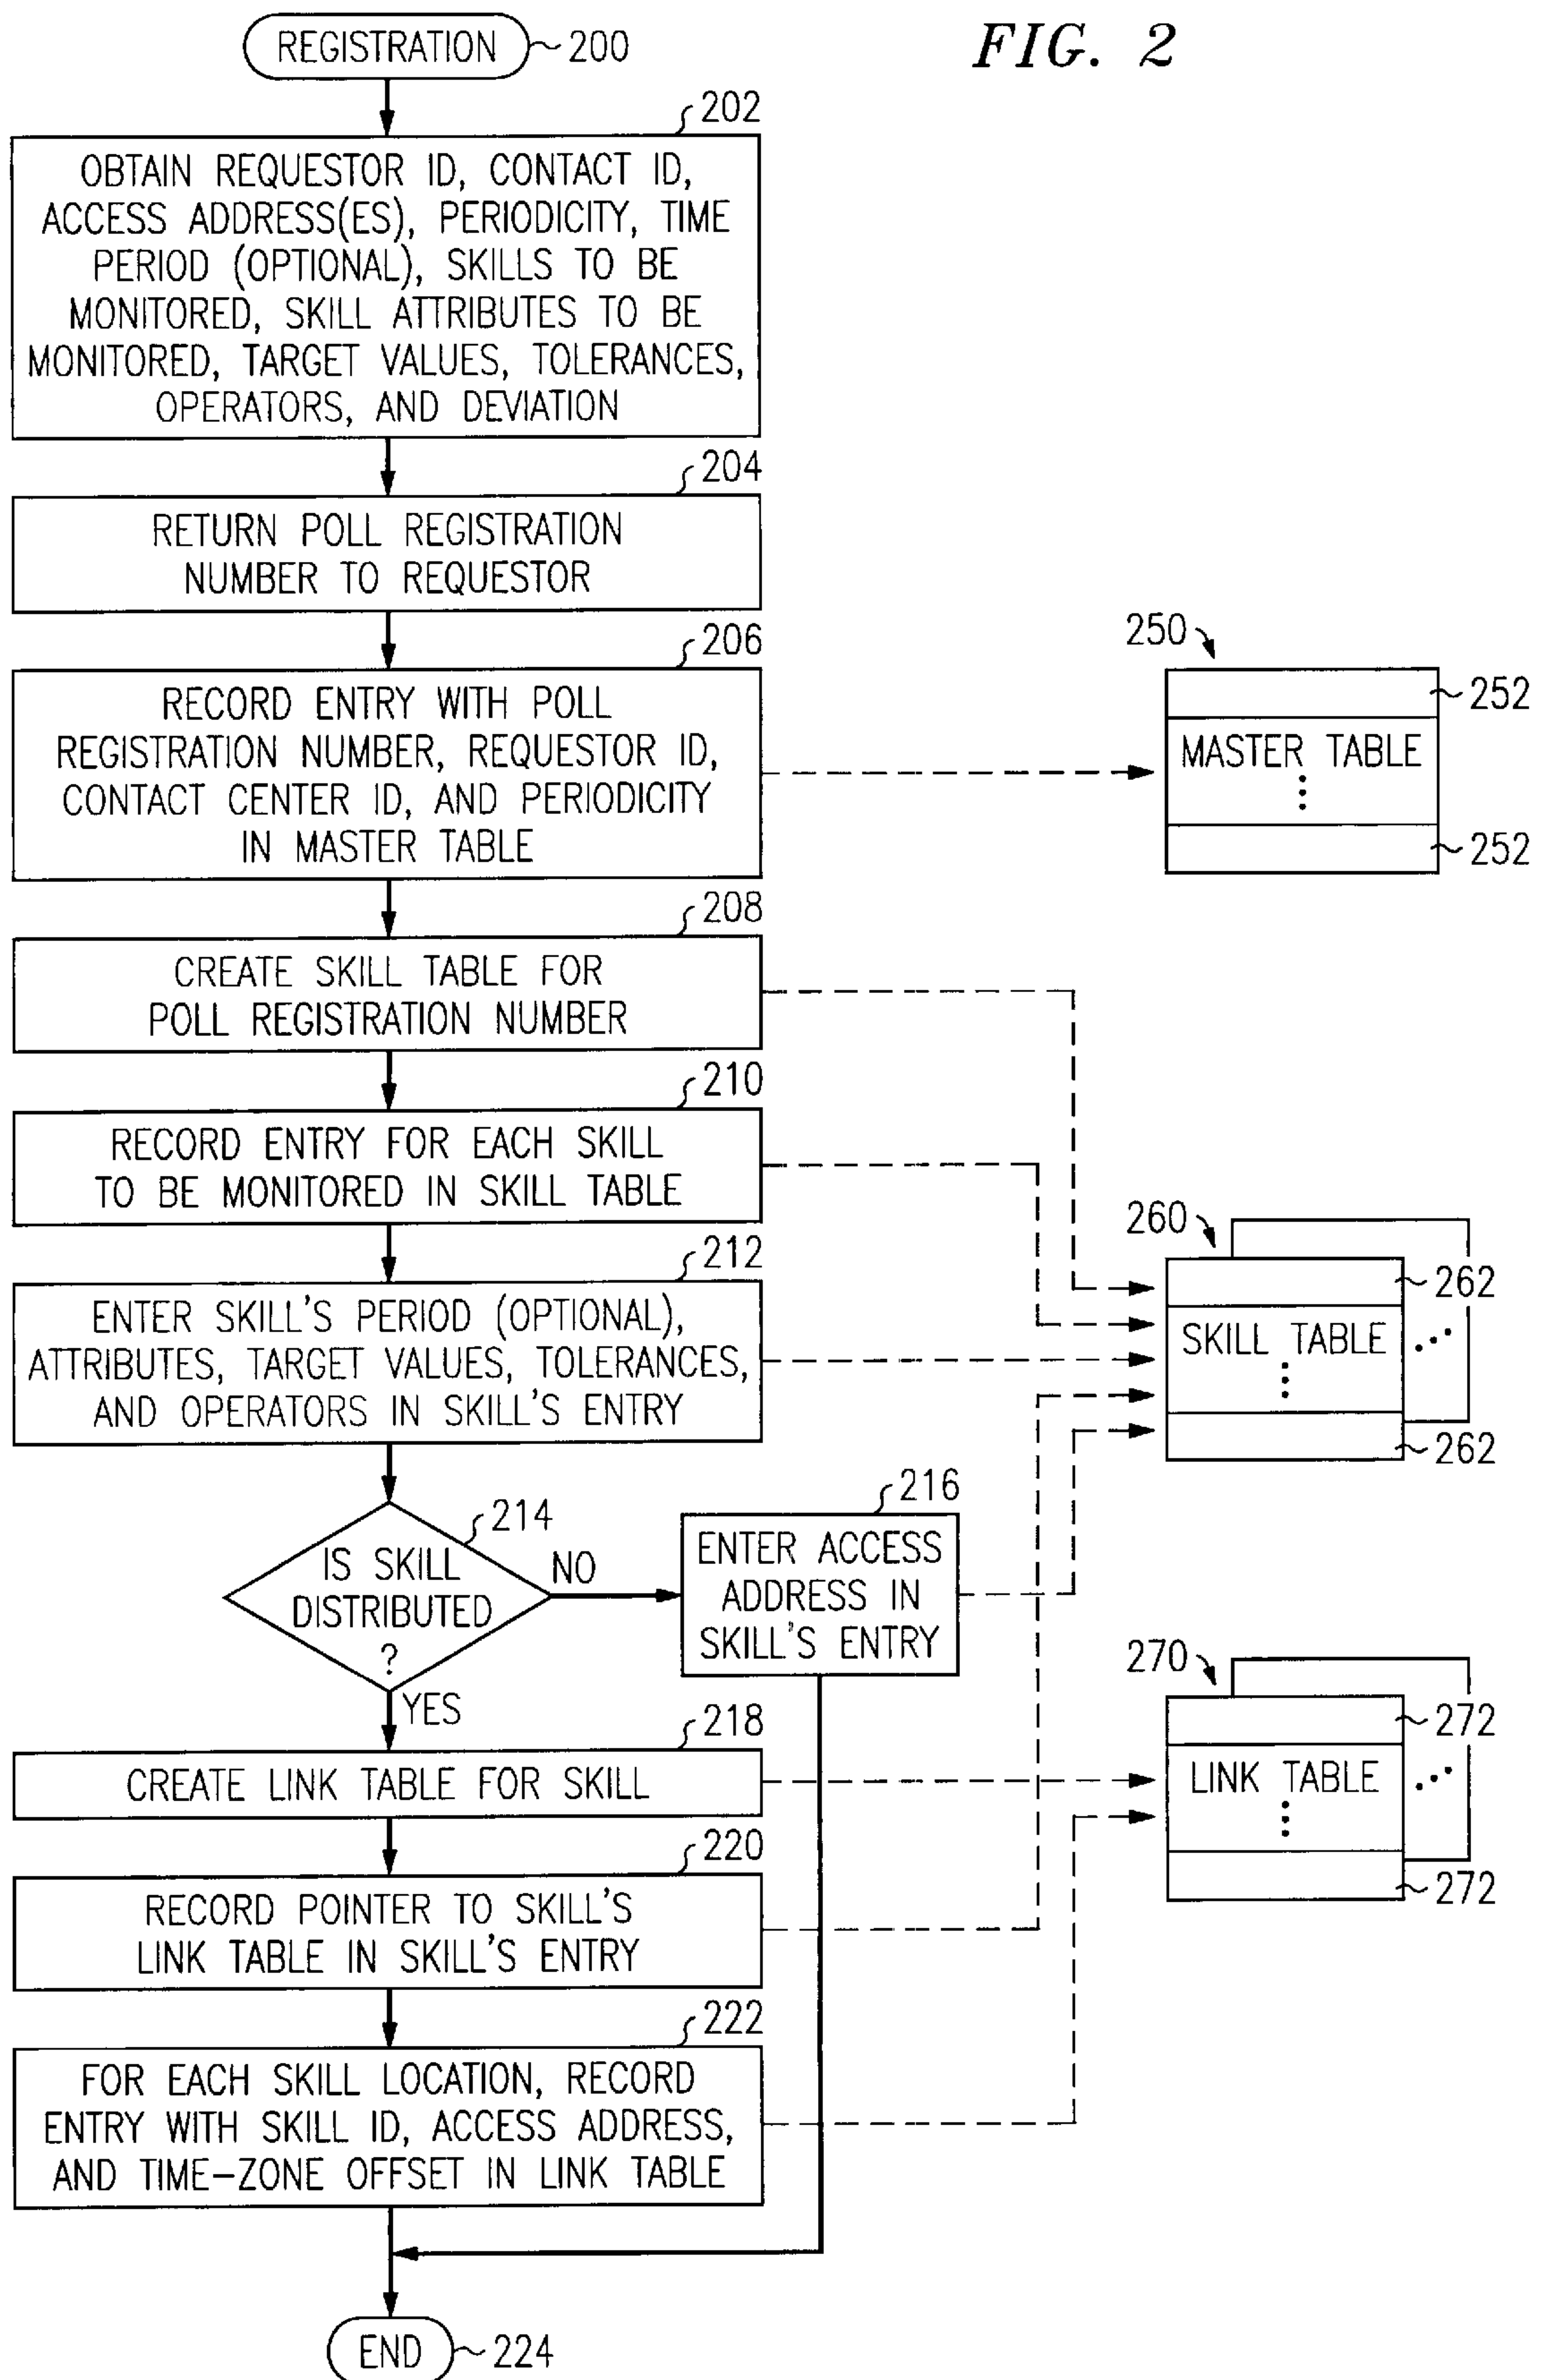 FIG. 2
REGISTRATION
200
202
OBTAIN REQUESTOR ID, CONTACT ID,
ACCESS ADDRESS(ES), PERIODICITY, TIME
PERIOD (OPTIONAL), SKILLS TO BE
MONITORED, SKILL ATTRIBUTES TO BE
MONITORED, TARGET VALUES, TOLERANCES,
OPERATORS, AND DEVIATION
204
RETURN POLL REGISTRATION
NUMBER TO REQUESTOR
206
RECORD ENTRY WITH POLL
REGISTRATION NUMBER, REQUESTOR ID,
CONTACT CENTER ID, AND PERIODICITY
IN MASTER TABLE
250
252
MASTER TABLE
252
208
CREATE SKILL TABLE FOR
POLL REGISTRATION NUMBER
210
RECORD ENTRY FOR EACH SKILL
TO BE MONITORED IN SKILL TABLE
212
ENTER SKILL'S PERIOD (OPTIONAL),
ATTRIBUTES, TARGET VALUES, TOLERANCES,
AND OPERATORS IN SKILL'S ENTRY
260
262
SKILL TABLE
262
214
IS SKILL
DISTRIBUTED
?
NO
YES
216
ENTER ACCESS
ADDRESS IN
SKILL'S ENTRY
218
CREATE LINK TABLE FOR SKILL
270
272
LINK TABLE
272
220
RECORD POINTER TO SKILL'S
LINK TABLE IN SKILL'S ENTRY
222
FOR EACH SKILL LOCATION, RECORD
ENTRY WITH SKILL ID, ACCESS ADDRESS,
AND TIME-ZONE OFFSET IN LINK TABLE
END
224